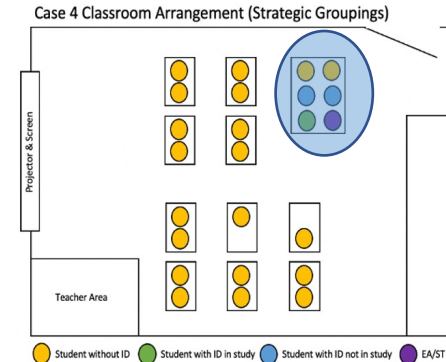 Case 4 Classroom Arrangement (Strategic Groupings)
Projector & Screen
Teacher Area
Student without ID
Student with ID in study
Student with ID not in study
EA/ST